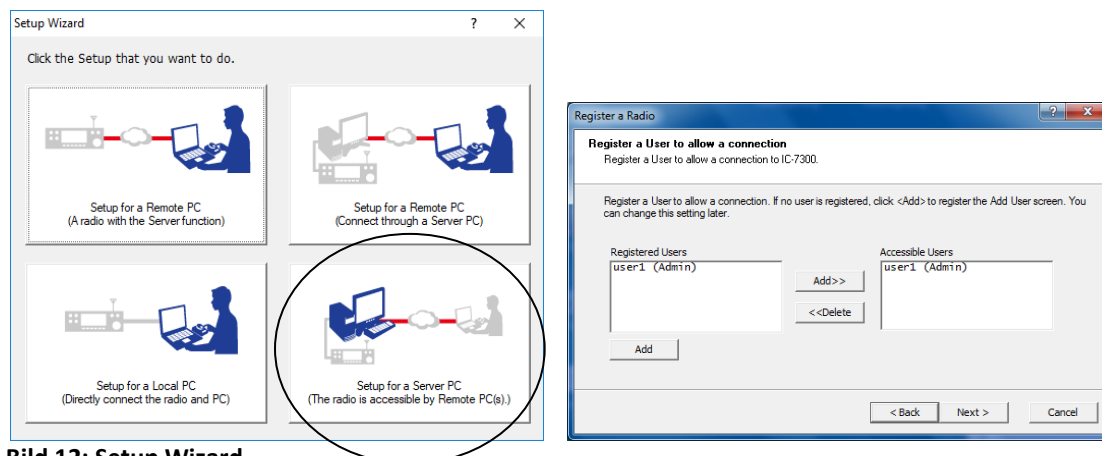 Setup Wizard
?
Click the Setup that you want to do.
Setup for a Remote PC
(A radio with the Server function)
Setup for a Remote PC
(Connect through a Server PC)
Setup for a Local PC
(Directly connect the radio and PC)
Setup for a Server PC
(The radio is accessible by Remote PC(s).)
Register a Radio
?
Register a User to allow a connection
Register a User to allow a connection to IC-7300.
Register a User to allow a connection. If no user is registered, click <Add> to register the Add User screen. You
can change this setting later.
Registered Users
user1 (Admin)
Add
Add>>
<<Delete
Accessible Users
user1 (Admin)
< Back
Next >
Cancel
Bild 12: Setup Wizard